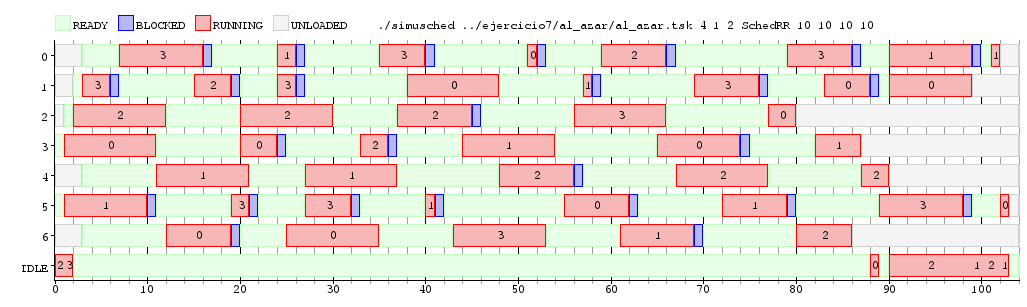 READY BLOCKED RUNNING UNLOADED ./simusched ../ejercicio7/al_azar/al_azar.tsk 4 1 2 SchedRR 10 10 10 10
0 3 1 3 0 2 3 1 1
1 3 2 3 0 1 3 0 0
2 2 2 2 3 0
3 0 0 2 1 0 1
4 1 1 2 2 2
5 1 3 3 1 0 1 3 0
6 0 0 3 1 2
IDLE 2 3 0 2 1 2 1
0 10 20 30 40 50 60 70 80 90 100